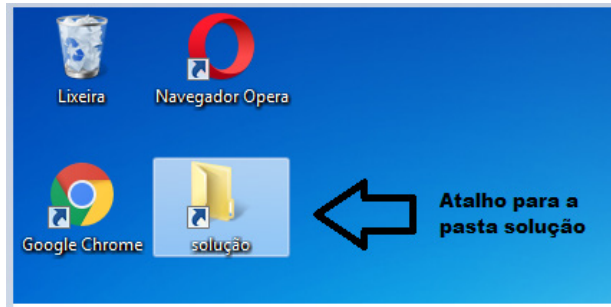 Lixeira
Navegador Opera
Google Chrome
solução
Atalho para a
pasta solução